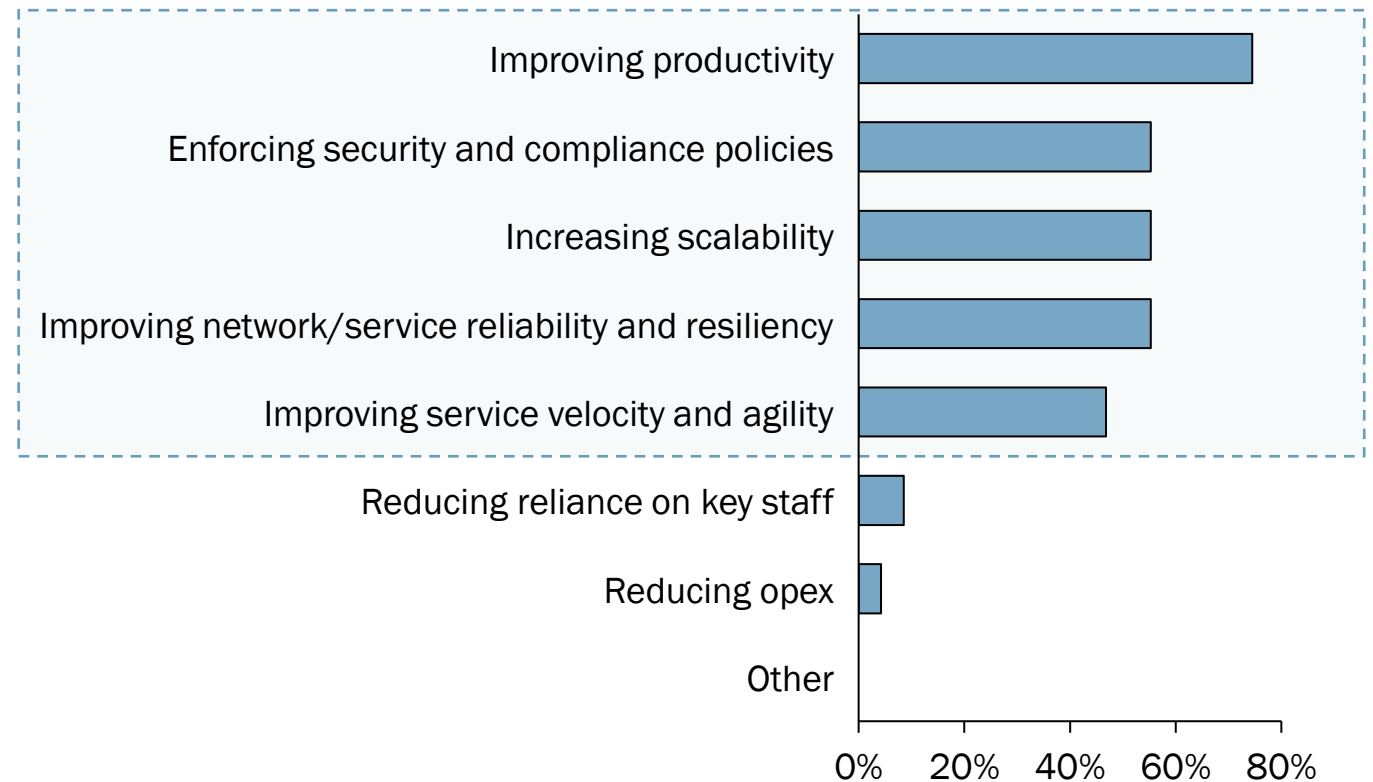 Improving productivity
Enforcing security and compliance policies
Increasing scalability
Improving network/service reliability and resiliency
Improving service velocity and agility
Reducing reliance on key staff
Reducing opex
Other
0% 20% 40% 60% 80%